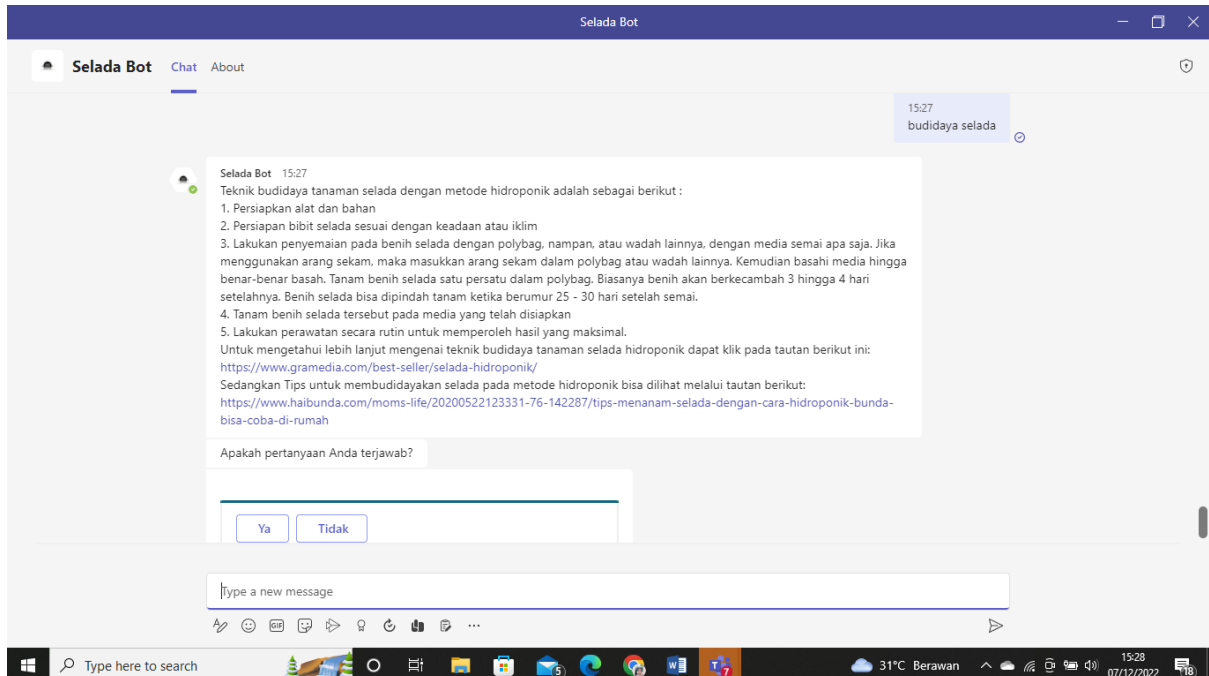 Selada Bot
Selada Bot Chat About
15:27
budidaya selada
Selada Bot 15:27
Teknik budidaya tanaman selada dengan metode hidroponik adalah sebagai berikut :
1. Persiapkan alat dan bahan
2. Persiapan bibit selada sesuai dengan keadaan atau iklim
3. Lakukan penyemaian pada benih selada dengan polybag, nampan, atau wadah lainnya, dengan media semai apa saja. Jika
menggunakan arang sekam, maka masukkan arang sekam dalam polybag atau wadah lainnya. Kemudian basahi media hingga
benar-benar basah. Tanam benih selada satu persatu dalam polybag. Biasanya benih akan berkecambah 3 hingga 4 hari
setelahnya. Benih selada bisa dipindah tanam ketika berumur 25 - 30 hari setelah semai.
4. Tanam benih selada tersebut pada media yang telah disiapkan
5. Lakukan perawatan secara rutin untuk memperoleh hasil yang maksimal.
Untuk mengetahui lebih lanjut mengenai teknik budidaya tanaman selada hidroponik dapat klik pada tautan berikut ini:
https://www.gramedia.com/best-seller/selada-hidroponik/
Sedangkan Tips untuk membudidayakan selada pada metode hidroponik bisa dilihat melalui tautan berikut:
https://www.haibunda.com/moms-life/20200522123331-76-142287/tips-menanam-selada-dengan-cara-hidroponik-bunda-
bisa-coba-di-rumah
Apakah pertanyaan Anda terjawab?
Ya Tidak
Type a new message
GIF
Type here to search
5
31°C Berawan
15:28
07/12/2022
18